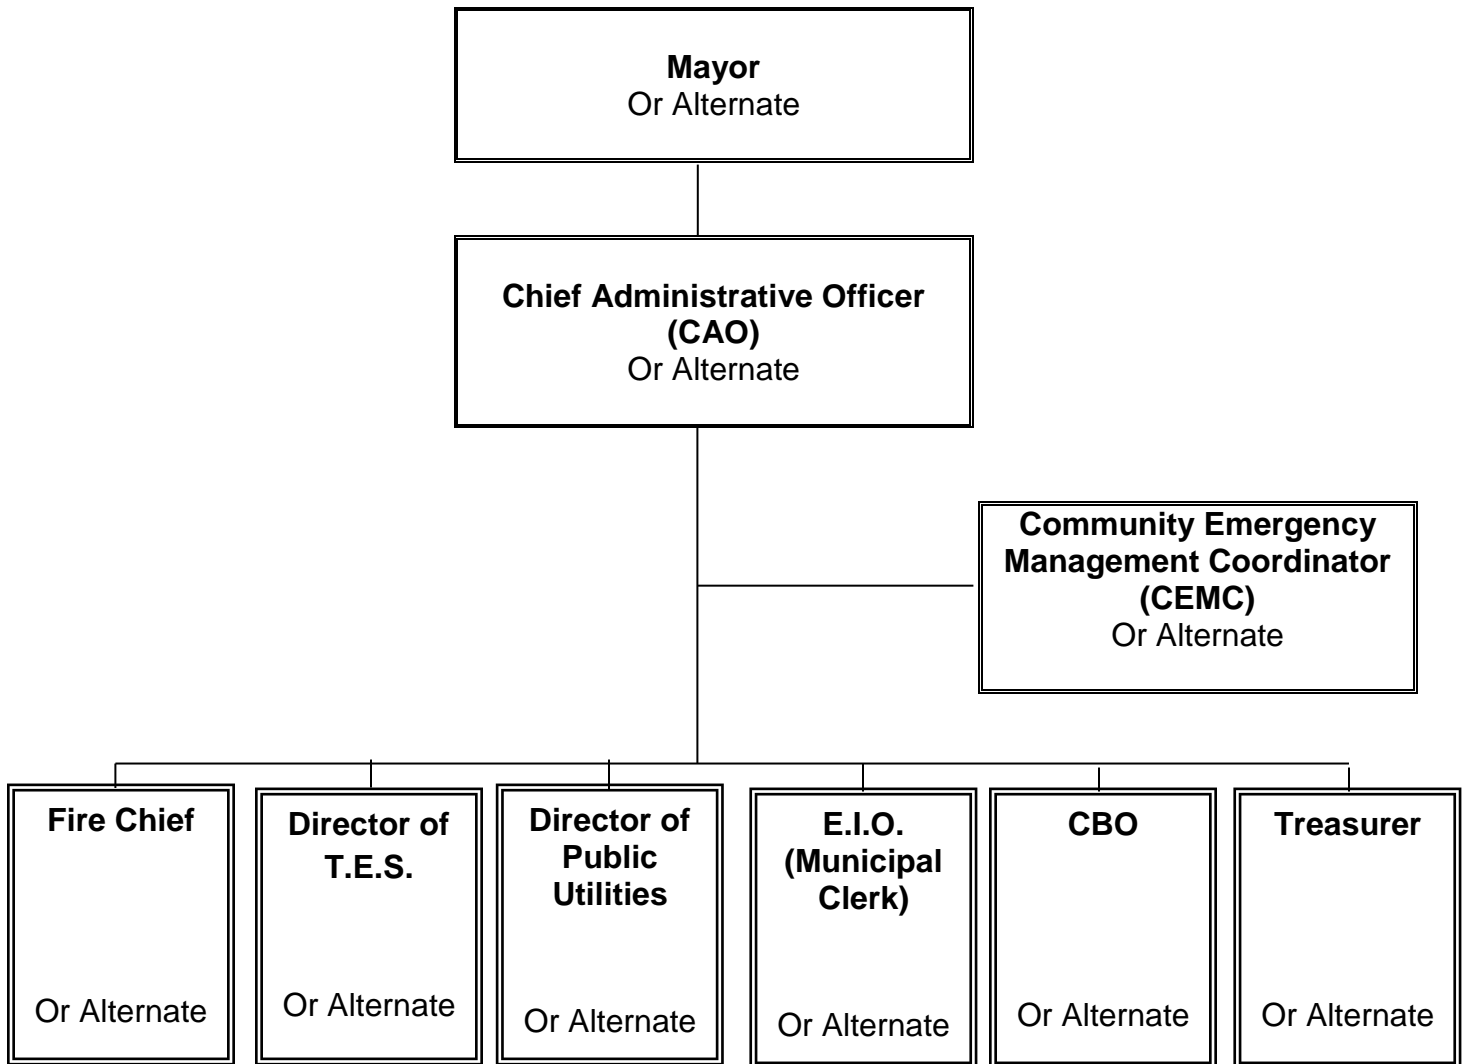 Mayor
Or Alternate
Chief Administrative Officer
(CAO)
Or Alternate
Community Emergency
Management Coordinator
(CEMC)
Or Alternate
Fire Chief
Or Alternate
Director of
T.E.S.
Or Alternate
Director of
Public
Utilities
Or Alternate
E.I.O.
(Municipal
Clerk)
Or Alternate
CBO
Or Alternate
Treasurer
Or Alternate